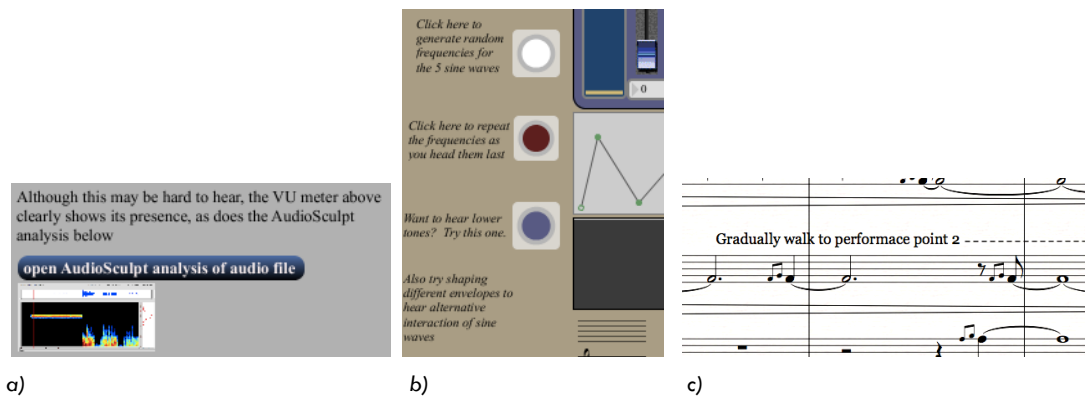 Although this may be hard to hear, the VU meter above
clearly shows its presence, as does the AudioSculpt
analysis below
open AudioSculpt analysis of audio file
a)
Click here to
generate random
frequencies for
the 5 sine waves
0
Click here to repeat
the frequencies as
you head them last
Want to hear lower
tones? Try this one.
Also try shaping
different envelopes to
hear alternative
interaction of sine
waves
b)
Gradually walk to performace point 2
c)